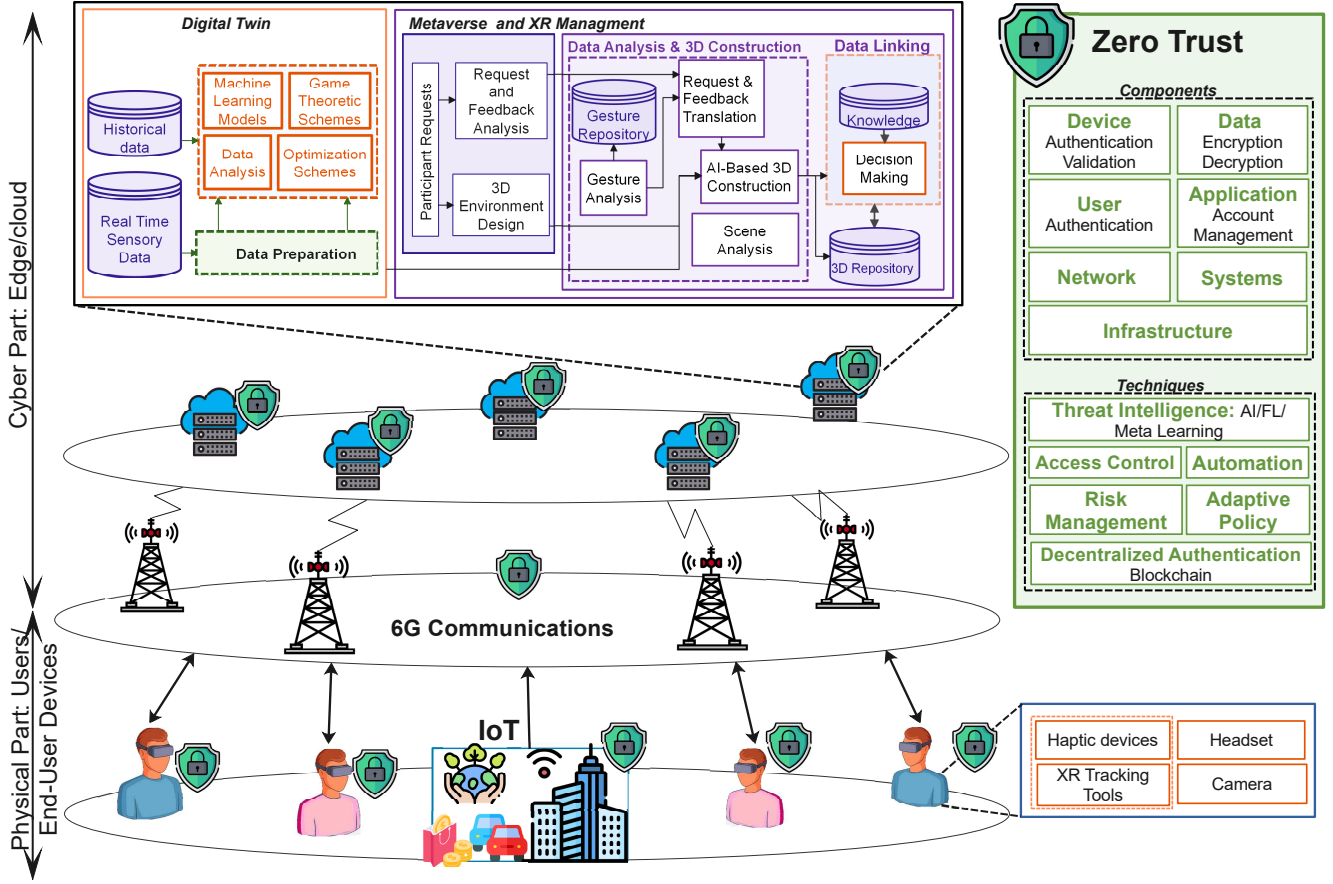 Cyber Part: Edge/cloud
Physical Part: Users/
End-User Devices
Digital Twin
Historical
data
Real Time
Sensory
Data
Machine
Learning
Models
Game
Theoretic
Schemes
Data
Analysis
Optimization
Schemes
Data Preparation
Metaverse and XR Managment
Participant Requests
Request
and
Feedback
Analysis
3D
Environment
Design
Data Analysis & 3D Construction
Gesture
Repository
Gesture
Analysis
Request &
Feedback
Translation
AI-Based 3D
Construction
Scene
Analysis
Data Linking
Knowledge
Decision
Making
3D Repository
Zero Trust
Components
Device
Authentication
Validation
Data
Encryption
Decryption
User
Authentication
Application
Account
Management
Network
Systems
Infrastructure
Techniques
Threat Intelligence: AI/FL/
Meta Learning
Access Control
Automation
Risk
Management
Adaptive
Policy
Decentralized Authentication
Blockchain
6G Communications
IoT
Haptic devices
Headset
XR Tracking
Tools
Camera